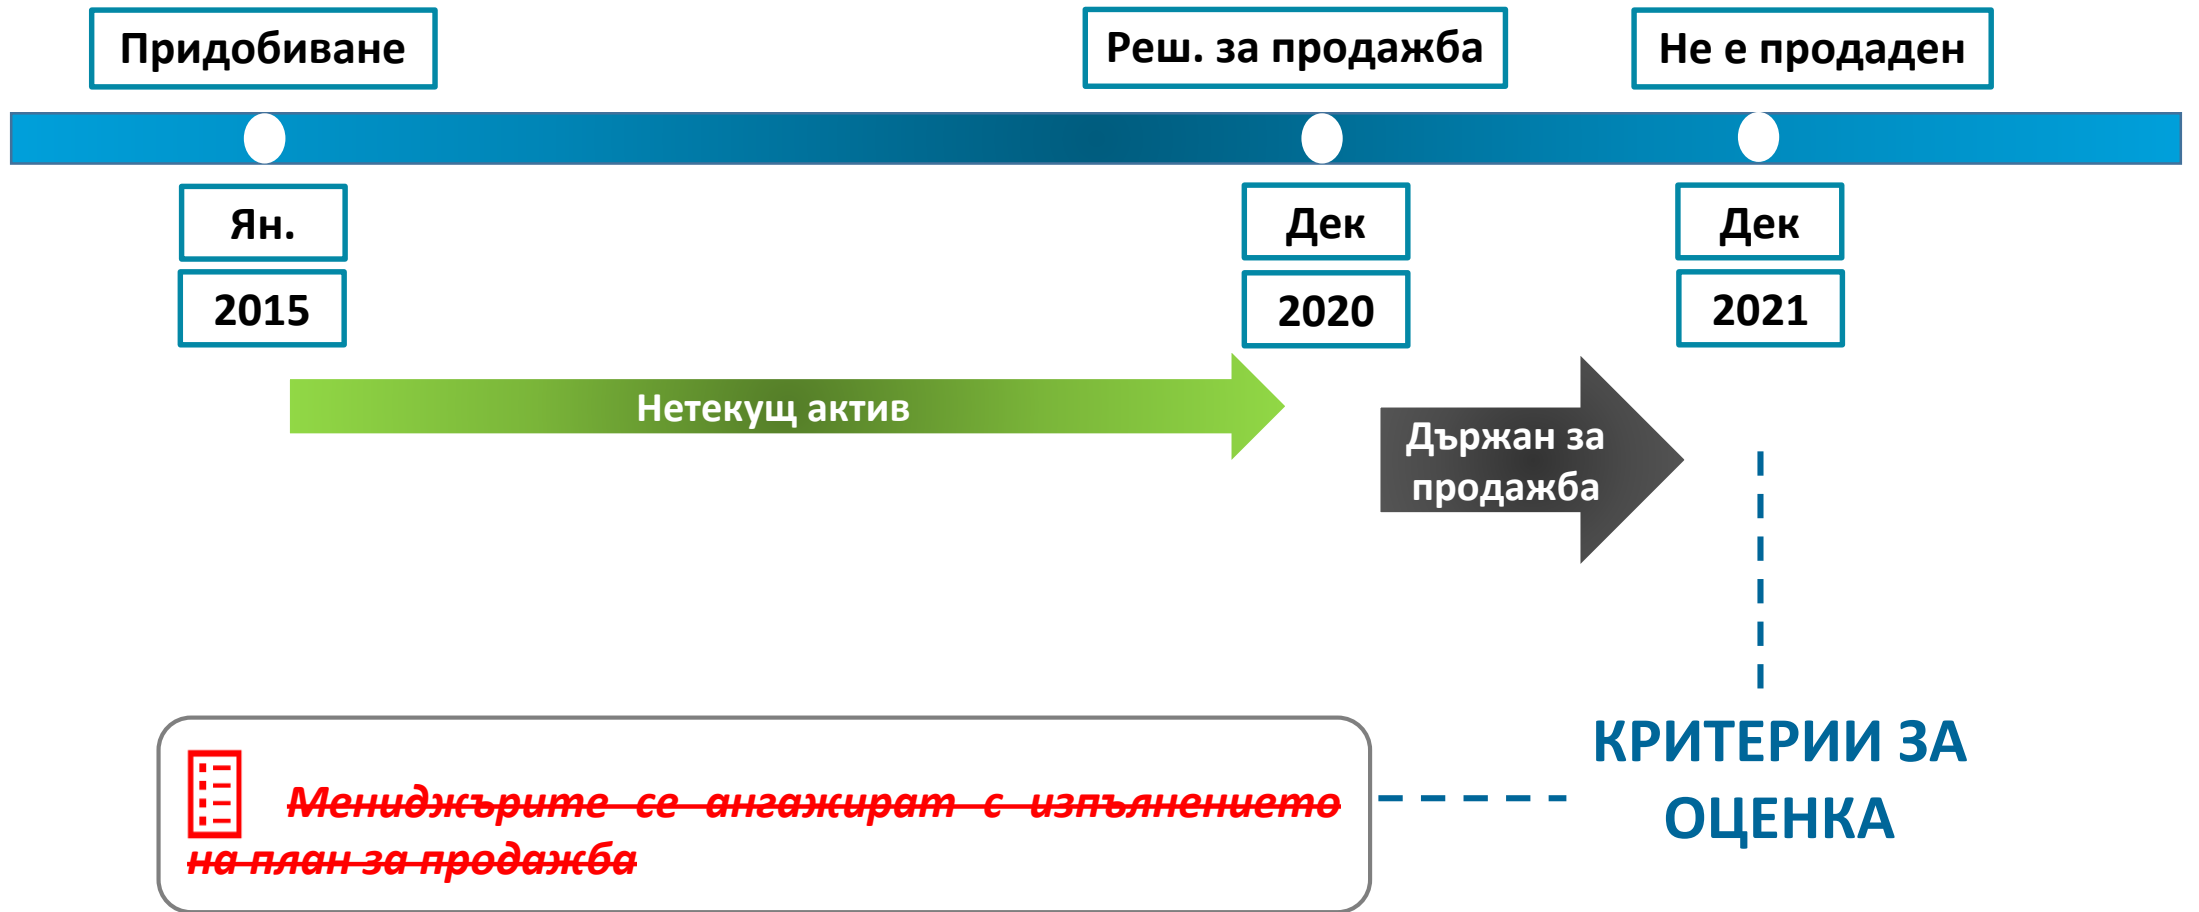 Придобиване
Реш. за продажба
Не е продаден
Ян.
Дек
Дек
2015
2020
2021
Нетекущ актив
Държан за
продажба
КРИТЕРИИ ЗА
ОЦЕНКА
Мениджърите се ангажират с изпълнението
на план за продажба